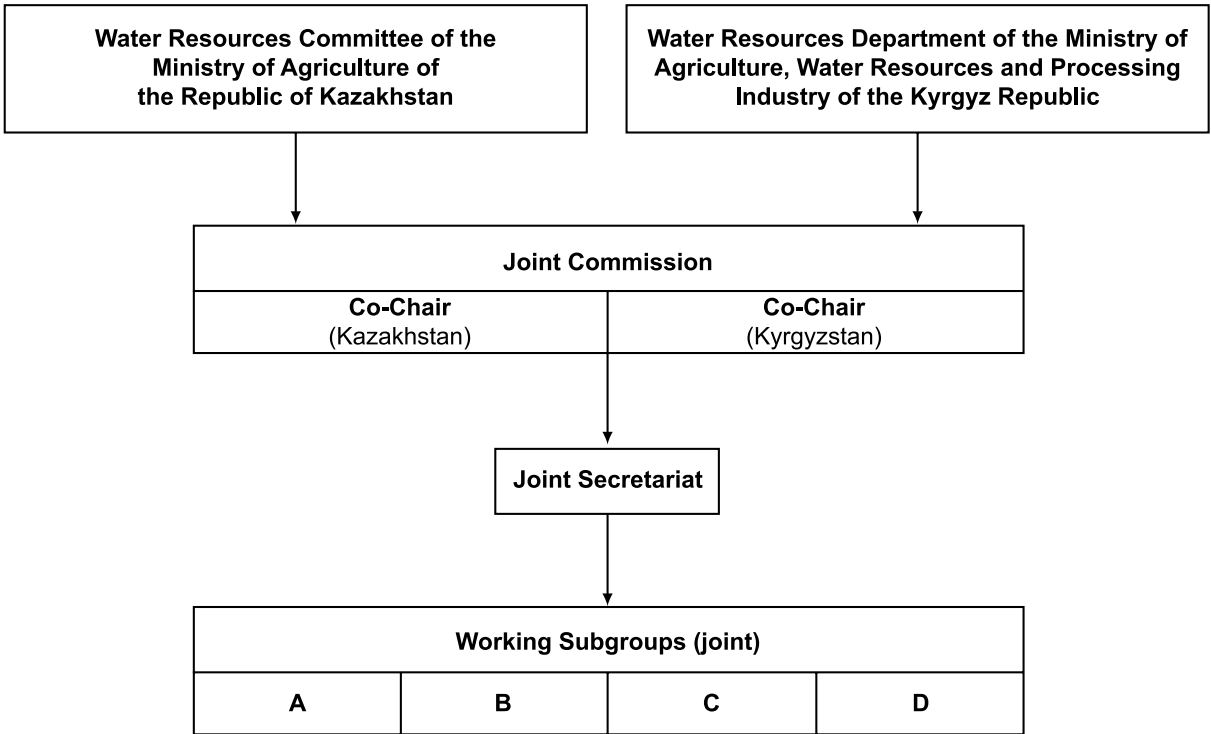 Water Resources Committee of the
Ministry of Agriculture of
the Republic of Kazakhstan
Water Resources Department of the Ministry of
Agriculture, Water Resources and Processing
Industry of the Kyrgyz Republic
Joint Commission
Co-Chair
(Kazakhstan)
Co-Chair
(Kyrgyzstan)
Joint Secretariat
Working Subgroups (joint)
A
B
C
D